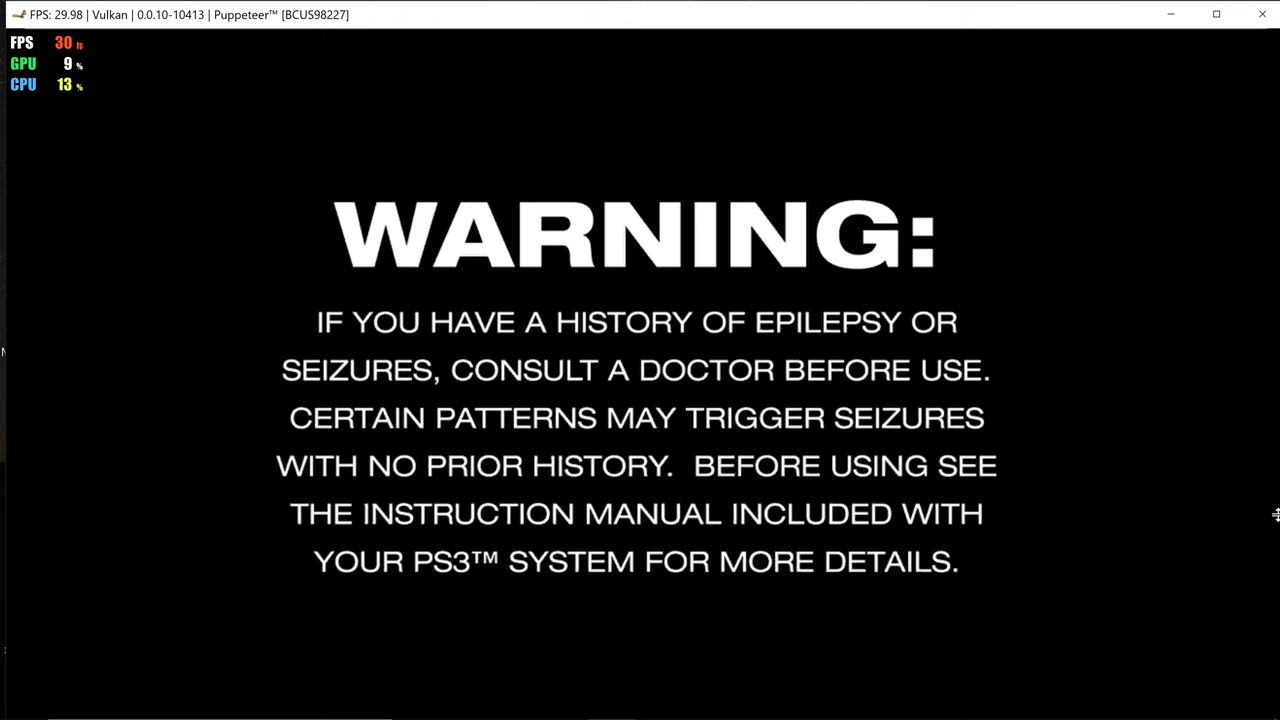 FPS: 29.98 | Vulkan | 0.0.10-10413 | Puppeteer™ [BCUS98227]
FPS 30
GPU 9 %
CPU 13 %
WARNING:
IF YOU HAVE A HISTORY OF EPILEPSY OR
SEIZURES, CONSULT A DOCTOR BEFORE USE.
CERTAIN PATTERNS MAY TRIGGER SEIZURES
WITH NO PRIOR HISTORY. BEFORE USING SEE
THE INSTRUCTION MANUAL INCLUDED WITH
YOUR PS3™ SYSTEM FOR MORE DETAILS.